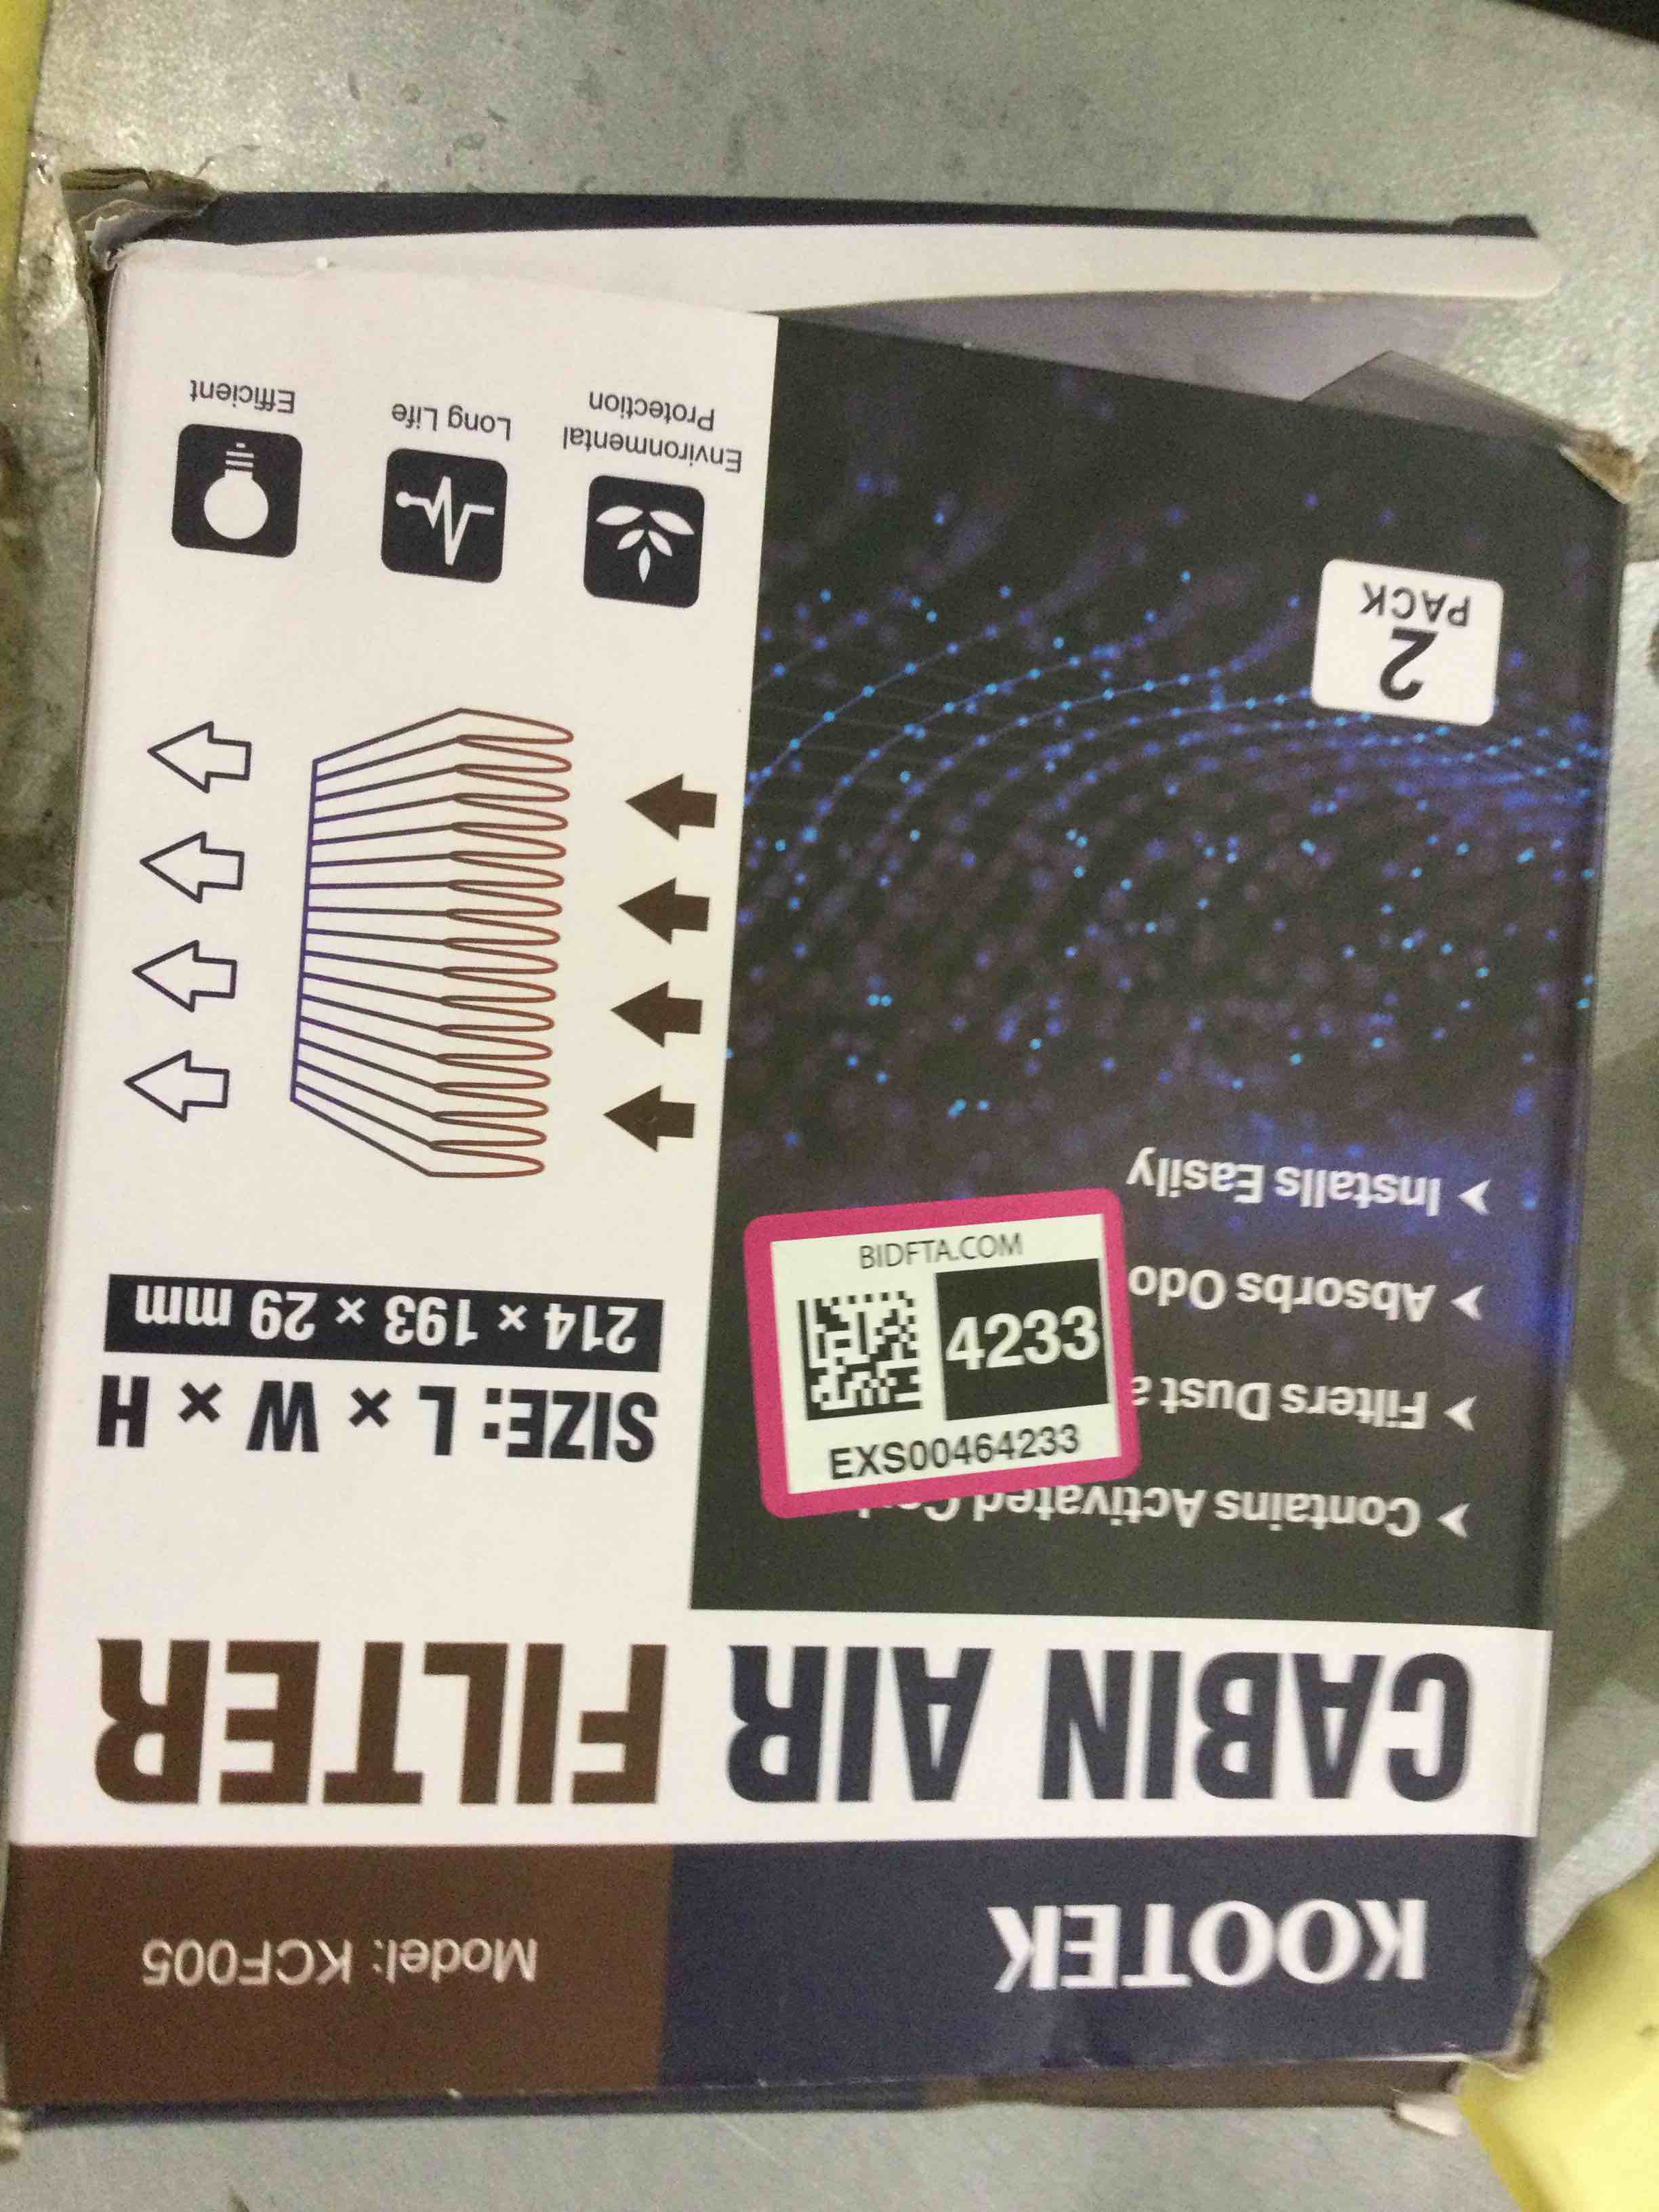 KOOTEK
Model: KCF005
CABIN AIR FILTER
Contains Activated
Filters Dust
Absorbs
Installs Easily
BIDFTA.COM
4233
EXS00464233
SIZE: L × W × H
214 × 193 × 29 mm
2
PACK
Environmental
Protection
Long Life
Efficient